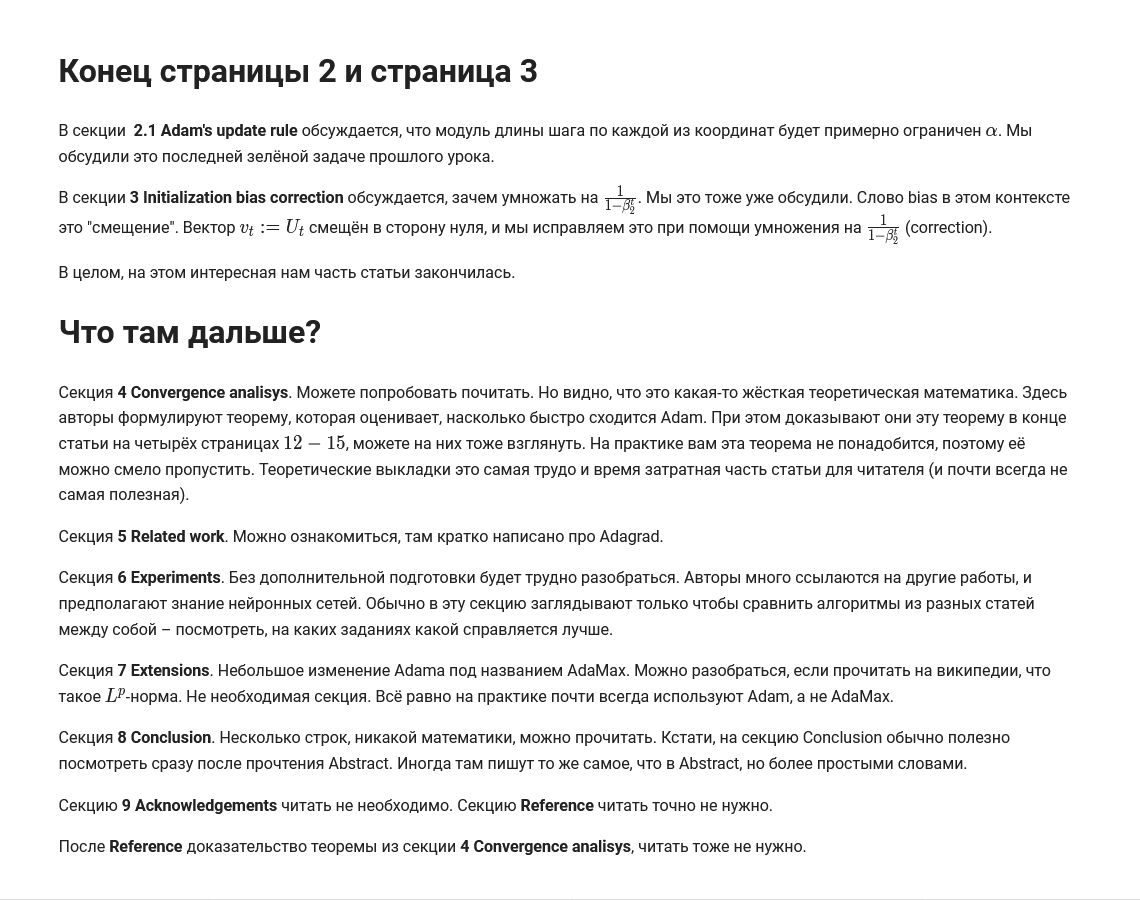 Конец страницы 2 и страница 3
В секции 2.1 Adam's update rule обсуждается, что модуль длины шага по каждой из координат будет примерно ограничен α. Мы
обсудили это последней зелёной задаче прошлого урока.
В секции 3 Initialization bias correction обсуждается, зачем умножать на \frac{1}{1-\beta_2^t}. Мы это тоже уже обсудили. Слово bias в этом контексте
это "смещение". Вектор v_t := U_t смещён в сторону нуля, и мы исправляем это при помощи умножения на \frac{1}{1-\beta_2^t} (correction).
В целом, на этом интересная нам часть статьи закончилась.
Что там дальше?
Секция 4 Convergence analisys. Можете попробовать почитать. Но видно, что это какая-то жёсткая теоретическая математика. Здесь
авторы формулируют теорему, которая оценивает, насколько быстро сходится Adam. При этом доказывают они эту теорему в конце
статьи на четырёх страницах 12 − 15, можете на них тоже взглянуть. На практике вам эта теорема не понадобится, поэтому её
можно смело пропустить. Теоретические выкладки это самая трудо и время затратная часть статьи для читателя (и почти всегда не
самая полезная).
Секция 5 Related work. Можно ознакомиться, там кратко написано про Adagrad.
Секция 6 Experiments. Без дополнительной подготовки будет трудно разобраться. Авторы много ссылаются на другие работы, и
предполагают знание нейронных сетей. Обычно в эту секцию заглядывают только чтобы сравнить алгоритмы из разных статей
между собой – посмотреть, на каких заданиях какой справляется лучше.
Секция 7 Extensions. Небольшое изменение Adama под названием AdaMax. Можно разобраться, если прочитать на википедии, что
такое L^p-норма. Не необходимая секция. Всё равно на практике почти всегда используют Adam, а не AdaMax.
Секция 8 Conclusion. Несколько строк, никакой математики, можно прочитать. Кстати, на секцию Conclusion обычно полезно
посмотреть сразу после прочтения Abstract. Иногда там пишут то же самое, что в Abstract, но более простыми словами.
Секцию 9 Acknowledgements читать не необходимо. Секцию Reference читать точно не нужно.
После Reference доказательство теоремы из секции 4 Convergence analisys, читать тоже не нужно.